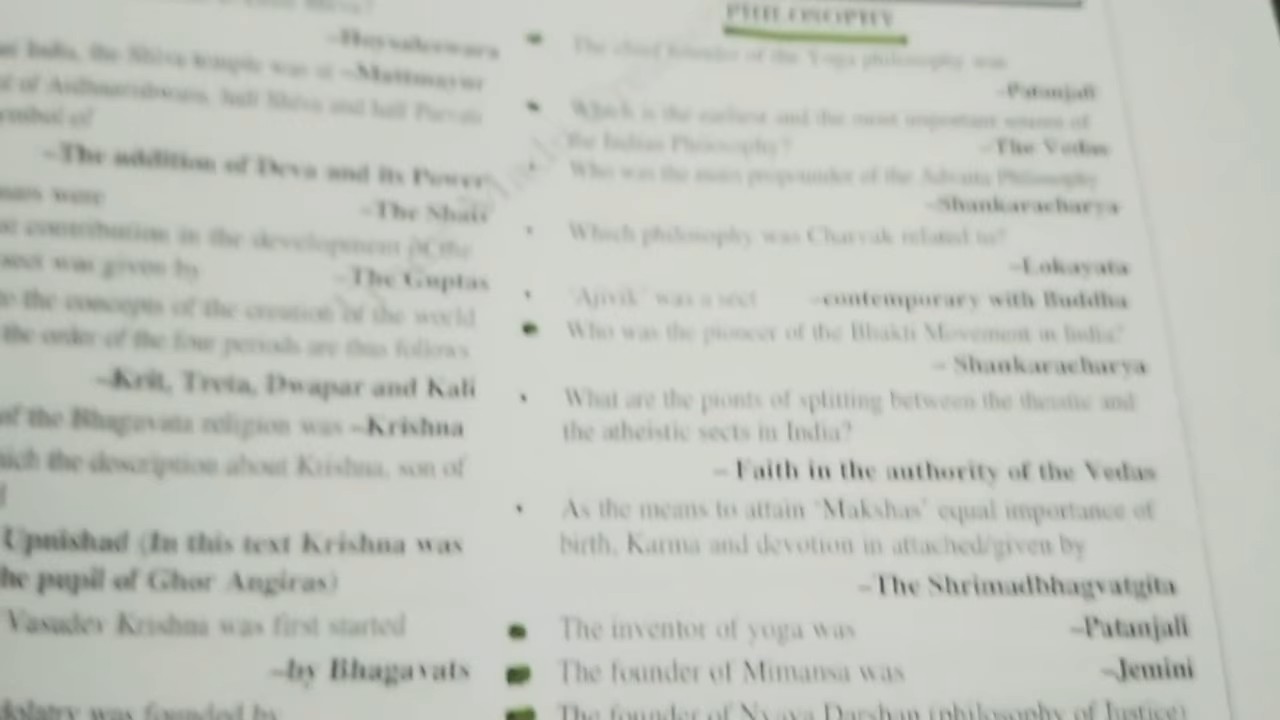 –Hoysaleswara
India, the Shiva temple was at –Mattmayur
of Ardhanarishwara, half Shiva and half Parvati
symbol of
–The addition of Deva and its Power
were
–The Shaiv
contribution in the development of the
sect was given by –The Guptas
to the concepts of the creation of the world
the order of the four periods are thus follows
–Krit, Treta, Dwapar and Kali
of the Bhagavata religion was –Krishna
which the description about Krishna, son of
Upnishad (In this text Krishna was
the pupil of Ghor Angiras)
Vasudev Krishna was first started
–by Bhagavats
was founded by
PHILOSOPHY
The chief founder of the Yoga philosophy was
–Patanjali
Which is the earliest and the most important source of
the Indian Philosophy? –The Vedas
Who was the main propounder of the Advaita Philosophy
–Shankaracharya
Which philosophy was Charvak related to?
–Lokayata
'Ajivik' was a sect –contemporary with Buddha
Who was the pioneer of the Bhakti Movement in India?
– Shankaracharya
What are the pionts of splitting between the theistic and
the atheistic sects in India?
– Faith in the authority of the Vedas
As the means to attain 'Makshas' equal importance of
birth, Karma and devotion in attached/given by
–The Shrimadbhagvatgita
The inventor of yoga was –Patanjali
The founder of Mimansa was –Jemini
The founder of Nyaya Darshan (philosophy of Justice)